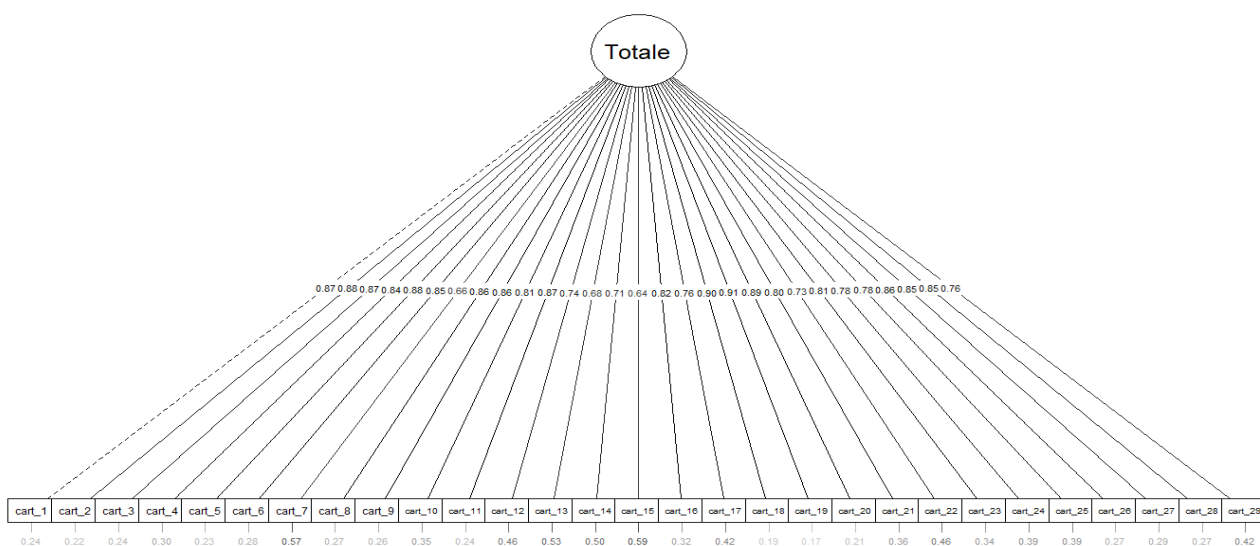 Totale
0.87 0.88 0.87 0.84 0.88 0.85 0.66 0.86 0.86 0.81 0.87 0.74 0.68 0.71 0.64 0.82 0.76 0.90 0.91 0.89 0.80 0.73 0.81 0.78 0.78 0.86 0.85 0.85 0.76
cart_1 cart_2 cart_3 cart_4 cart_5 cart_6 cart_7 cart_8 cart_9 cart_10 cart_11 cart_12 cart_13 cart_14 cart_15 cart_16 cart_17 cart_18 cart_19 cart_20 cart_21 cart_22 cart_23 cart_24 cart_25 cart_26 cart_27 cart_28 cart_29
0.24 0.22 0.24 0.30 0.23 0.28 0.57 0.27 0.26 0.35 0.24 0.46 0.53 0.50 0.59 0.32 0.42 0.19 0.17 0.21 0.36 0.46 0.34 0.39 0.39 0.27 0.29 0.27 0.42